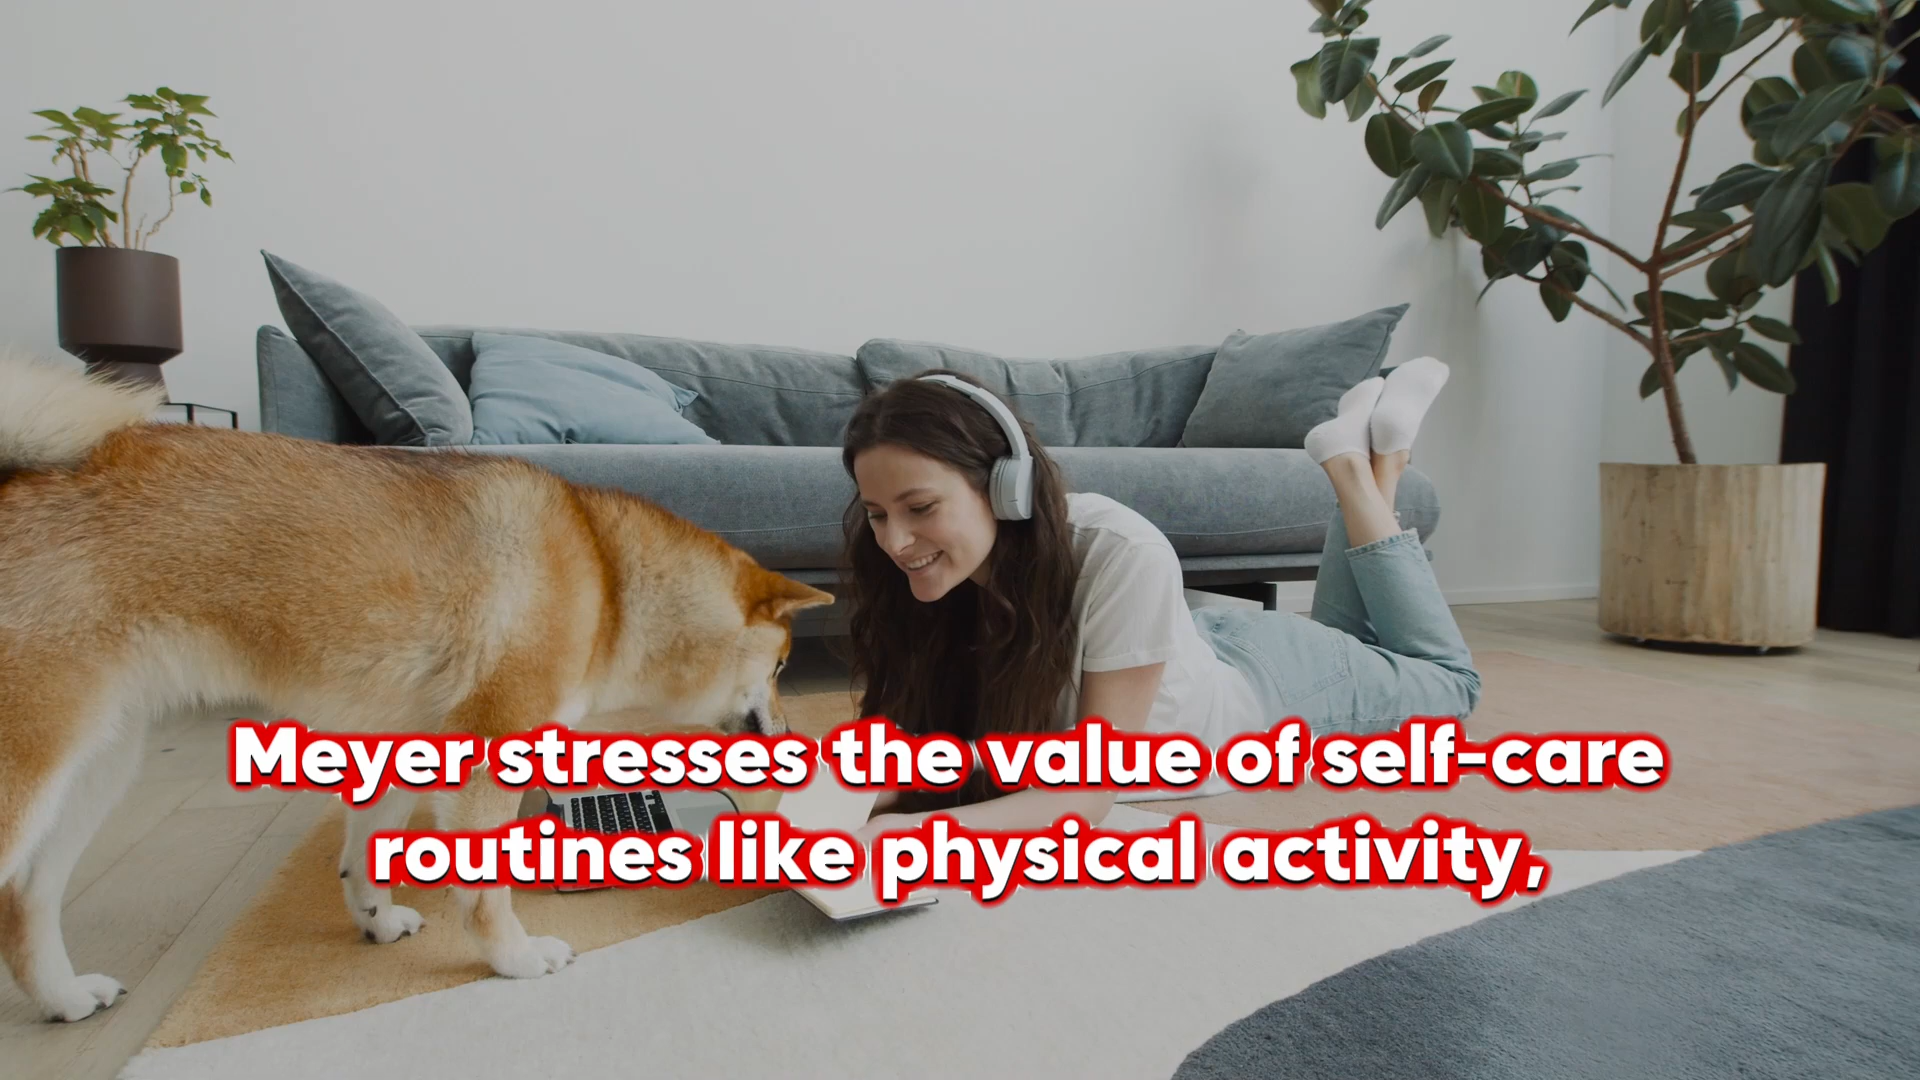 Meyer stresses the value of self-care
routines like physical activity,